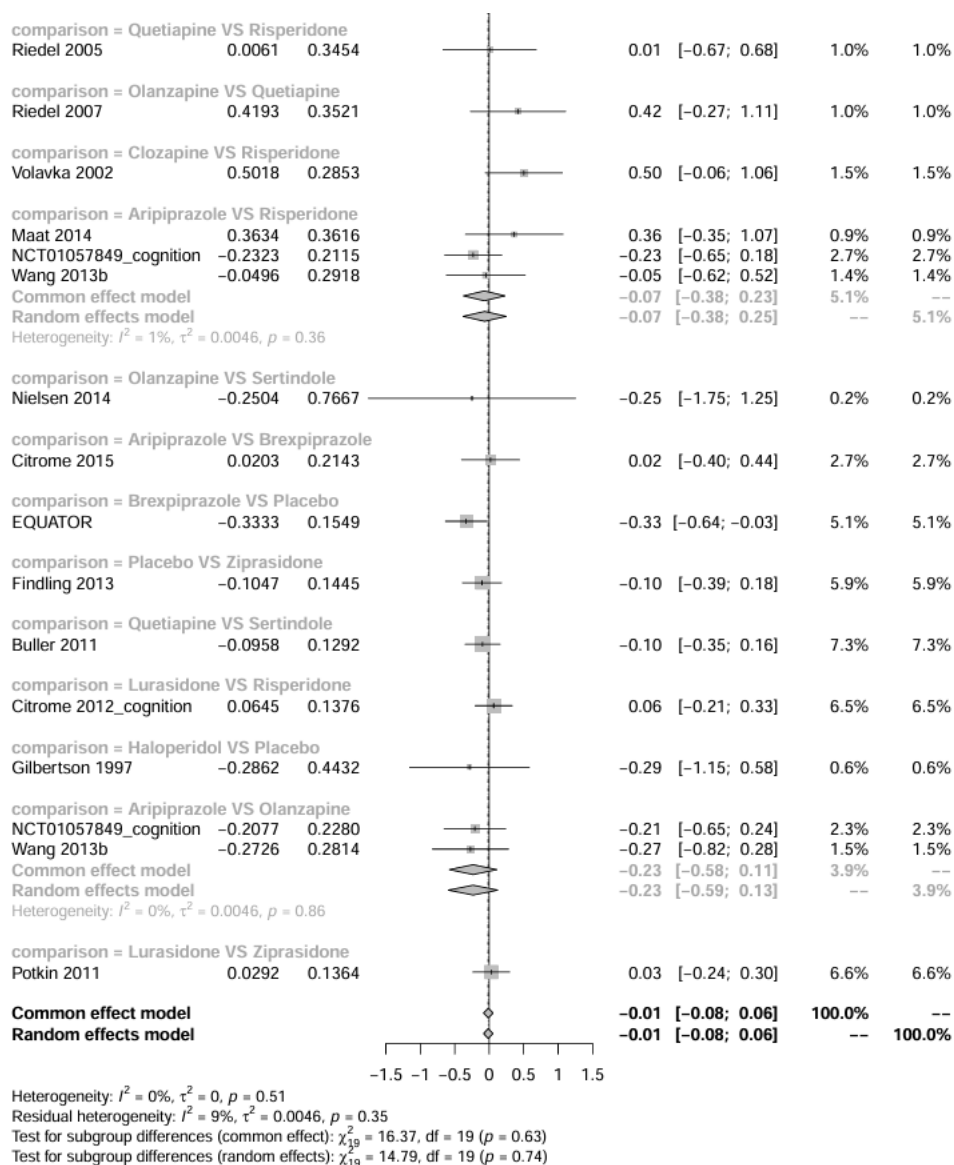 comparison = Quetiapine VS Risperidone
Riedel 2005 0.0061 0.3454 0.01 [−0.67; 0.68] 1.0% 1.0%
comparison = Olanzapine VS Quetiapine
Riedel 2007 0.4193 0.3521 0.42 [−0.27; 1.11] 1.0% 1.0%
comparison = Clozapine VS Risperidone
Volavka 2002 0.5018 0.2853 0.50 [−0.06; 1.06] 1.5% 1.5%
comparison = Aripiprazole VS Risperidone
Maat 2014 0.3634 0.3616 0.36 [−0.35; 1.07] 0.9% 0.9%
NCT01057849_cognition −0.2323 0.2115 −0.23 [−0.65; 0.18] 2.7% 2.7%
Wang 2013b −0.0496 0.2918 −0.05 [−0.62; 0.52] 1.4% 1.4%
Common effect model −0.07 [−0.38; 0.23] 5.1% −−
Random effects model −0.07 [−0.38; 0.25] −− 5.1%
Heterogeneity: I² = 1%, τ² = 0.0046, p = 0.36
comparison = Olanzapine VS Sertindole
Nielsen 2014 −0.2504 0.7667 −0.25 [−1.75; 1.25] 0.2% 0.2%
comparison = Aripiprazole VS Brexpiprazole
Citrome 2015 0.0203 0.2143 0.02 [−0.40; 0.44] 2.7% 2.7%
comparison = Brexpiprazole VS Placebo
EQUATOR −0.3333 0.1549 −0.33 [−0.64; −0.03] 5.1% 5.1%
comparison = Placebo VS Ziprasidone
Findling 2013 −0.1047 0.1445 −0.10 [−0.39; 0.18] 5.9% 5.9%
comparison = Quetiapine VS Sertindole
Buller 2011 −0.0958 0.1292 −0.10 [−0.35; 0.16] 7.3% 7.3%
comparison = Lurasidone VS Risperidone
Citrome 2012_cognition 0.0645 0.1376 0.06 [−0.21; 0.33] 6.5% 6.5%
comparison = Haloperidol VS Placebo
Gilbertson 1997 −0.2862 0.4432 −0.29 [−1.15; 0.58] 0.6% 0.6%
comparison = Aripiprazole VS Olanzapine
NCT01057849_cognition −0.2077 0.2280 −0.21 [−0.65; 0.24] 2.3% 2.3%
Wang 2013b −0.2726 0.2814 −0.27 [−0.82; 0.28] 1.5% 1.5%
Common effect model −0.23 [−0.58; 0.11] 3.9% −−
Random effects model −0.23 [−0.59; 0.13] −− 3.9%
Heterogeneity: I² = 0%, τ² = 0.0046, p = 0.86
comparison = Lurasidone VS Ziprasidone
Potkin 2011 0.0292 0.1364 0.03 [−0.24; 0.30] 6.6% 6.6%
Common effect model −0.01 [−0.08; 0.06] 100.0% −−
Random effects model −0.01 [−0.08; 0.06] −− 100.0%
−1.5 −1 −0.5 0 0.5 1 1.5
Heterogeneity: I² = 0%, τ² = 0, p = 0.51
Residual heterogeneity: I² = 9%, τ² = 0.0046, p = 0.35
Test for subgroup differences (common effect): χ²₁₉ = 16.37, df = 19 (p = 0.63)
Test for subgroup differences (random effects): χ²₁₉ = 14.79, df = 19 (p = 0.74)